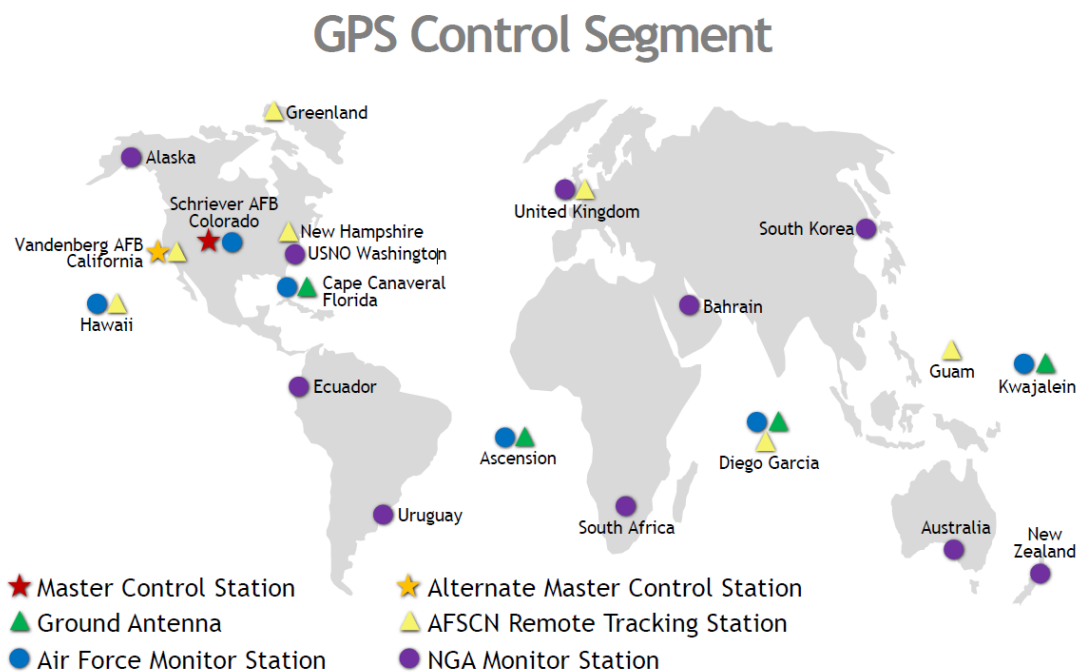 GPS Control Segment
Greenland
Alaska
Schriever AFB
Colorado
Vandenberg AFB
California
New Hampshire
USNO Washington
Cape Canaveral
Florida
Hawaii
United Kingdom
South Korea
Bahrain
Guam
Kwajalein
Ecuador
Ascension
Diego Garcia
Uruguay
South Africa
Australia
New
Zealand
Master Control Station
Alternate Master Control Station
Ground Antenna
AFSCN Remote Tracking Station
Air Force Monitor Station
NGA Monitor Station